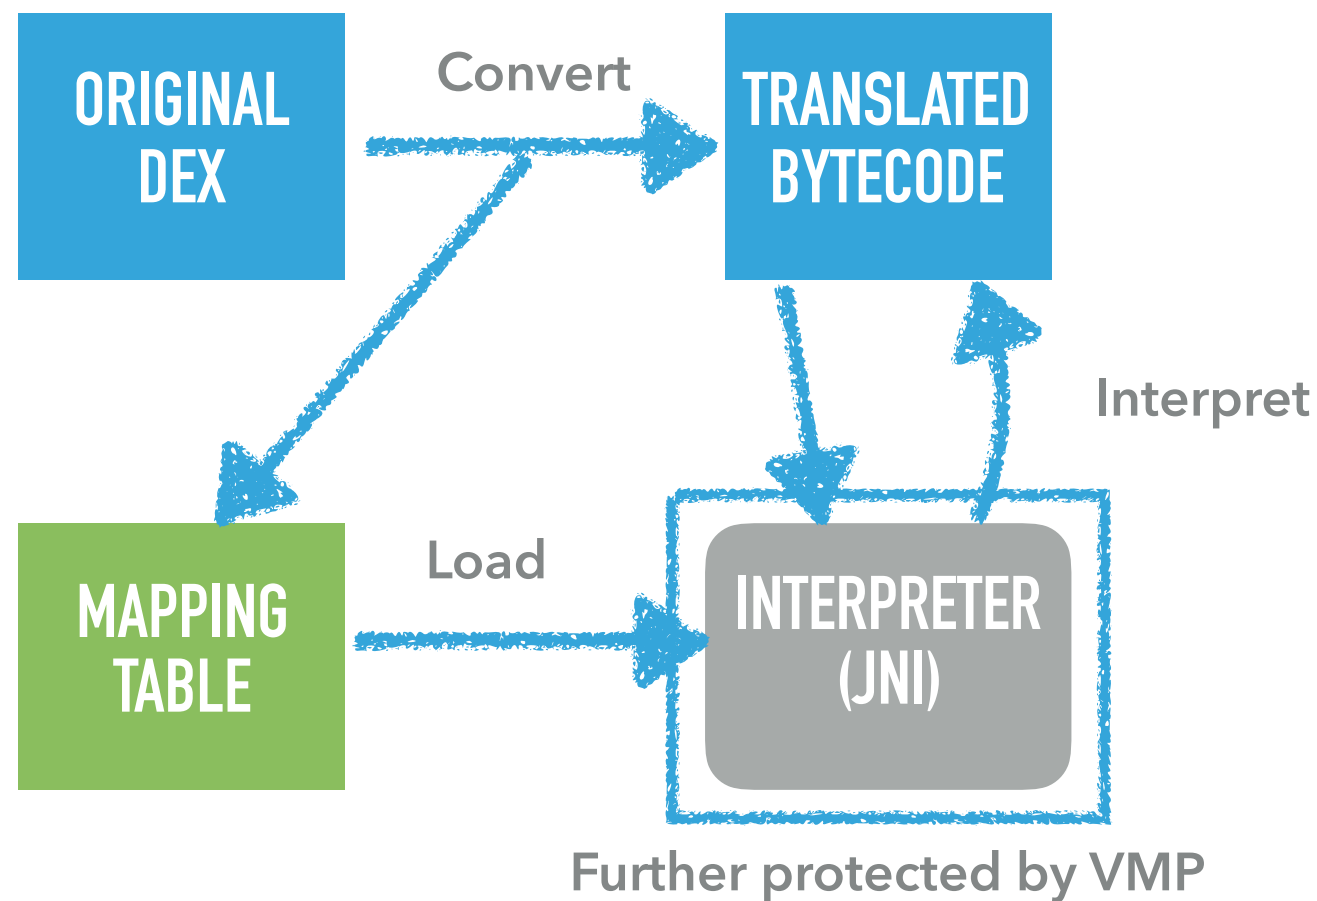 ORIGINAL
DEX
Convert
TRANSLATED
BYTECODE
Interpret
MAPPING
TABLE
Load
INTERPRETER
(JNI)
Further protected by VMP